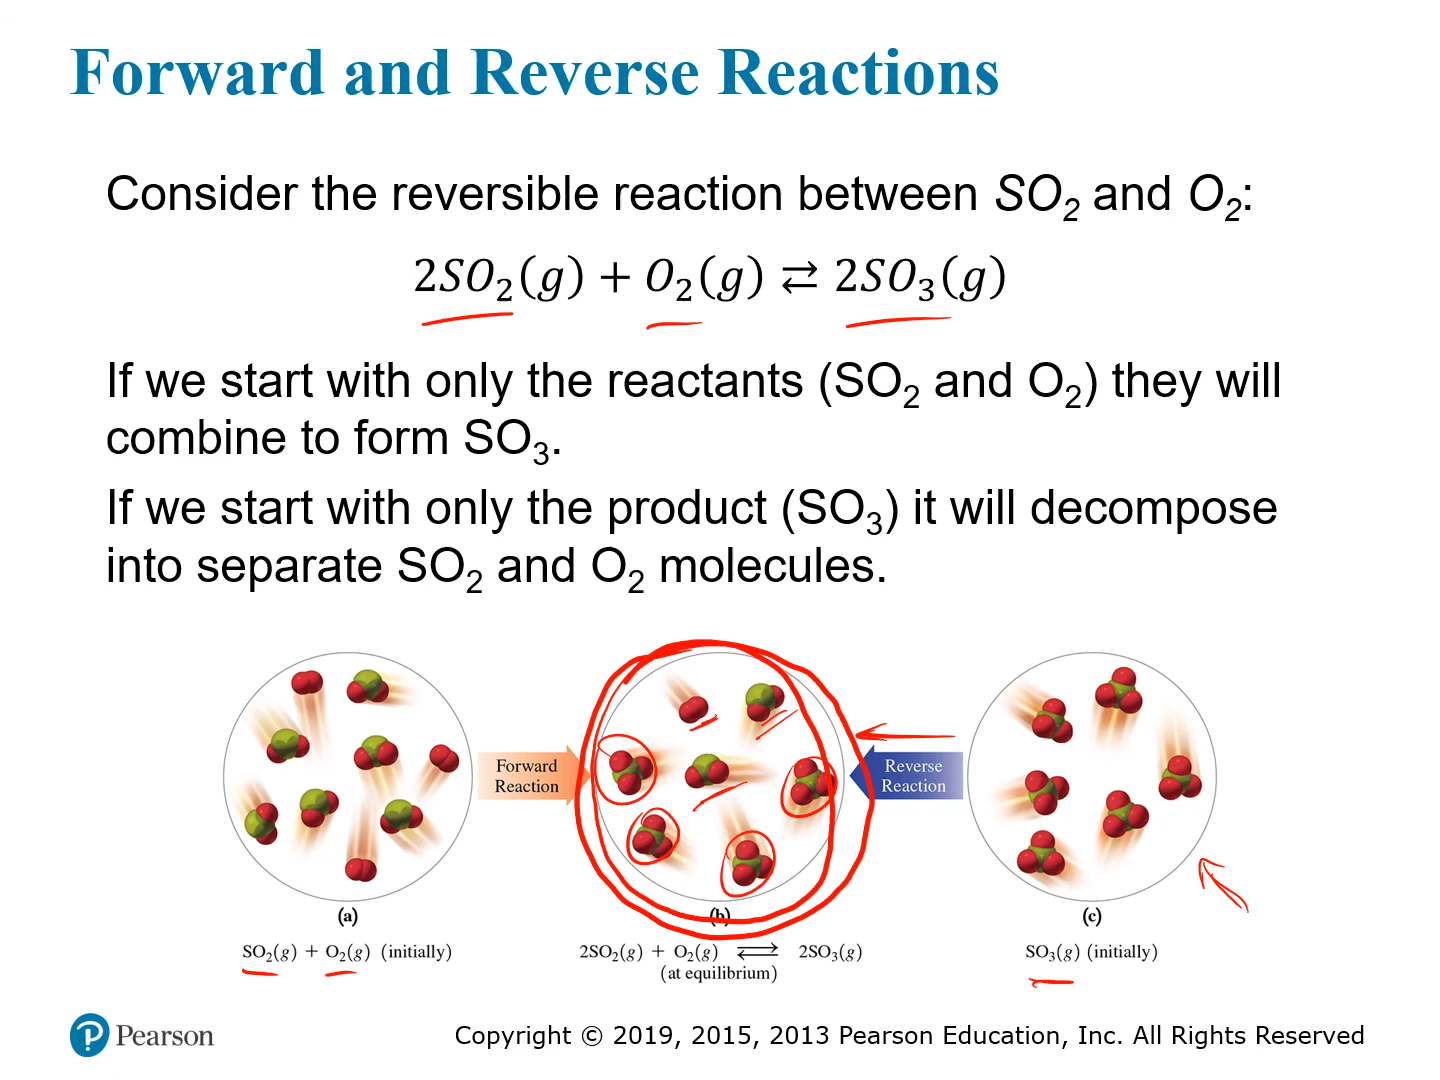 Forward and Reverse Reactions
Consider the reversible reaction between SO₂ and O₂:
2SO₂(g) + O₂(g) ⇄ 2SO₃(g)
If we start with only the reactants (SO₂ and O₂) they will
combine to form SO₃.
If we start with only the product (SO₃) it will decompose
into separate SO₂ and O₂ molecules.
Forward
Reaction
Reverse
Reaction
(a)
(b)
(c)
SO₂(g) + O₂(g) (initially)
2SO₂(g) + O₂(g) ⇌ 2SO₃(g)
(at equilibrium)
SO₃(g) (initially)
P Pearson
Copyright © 2019, 2015, 2013 Pearson Education, Inc. All Rights Reserved